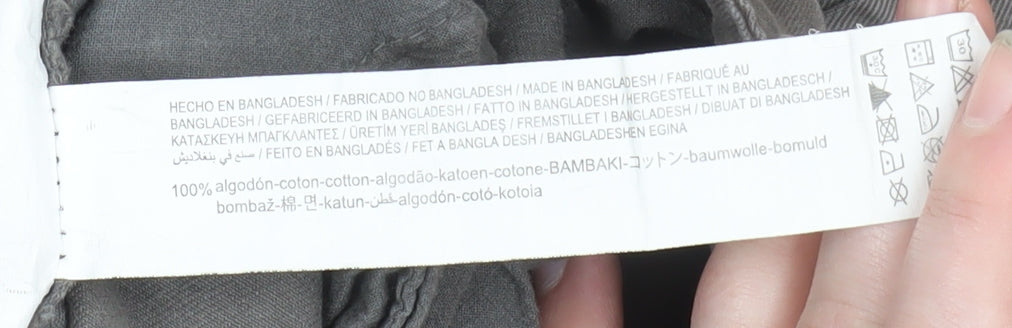 HECHO EN BANGLADESH / FABRICADO NO BANGLADESH / MADE IN BANGLADESH / FABRIQUÉ AU
BANGLADESH / GEFABRICEERD IN BANGLADESH / FATTO IN BANGLADESH / HERGESTELLT IN BANGLADESCH /
ΚΑΤΑΣΚΕΥΗ ΜΠΑΓΚΛΑΝΤΕΣ / ÜRETİM YERİ BANGLADEŞ / FREMSTILLET I BANGLADESH / DIBUAT DI BANGLADESH
صنع في بنغلاديش / FEITO EN BANGLADÉS / FET A BANGLA DESH / BANGLADESHEN EGINA
100% algodón-coton-cotton-algodão-katoen-cotone-BAMBAKI-コットン-baumwolle-bomuld
bombaž-棉-면-katun-قطن-algodón-cotó-kotoia
30